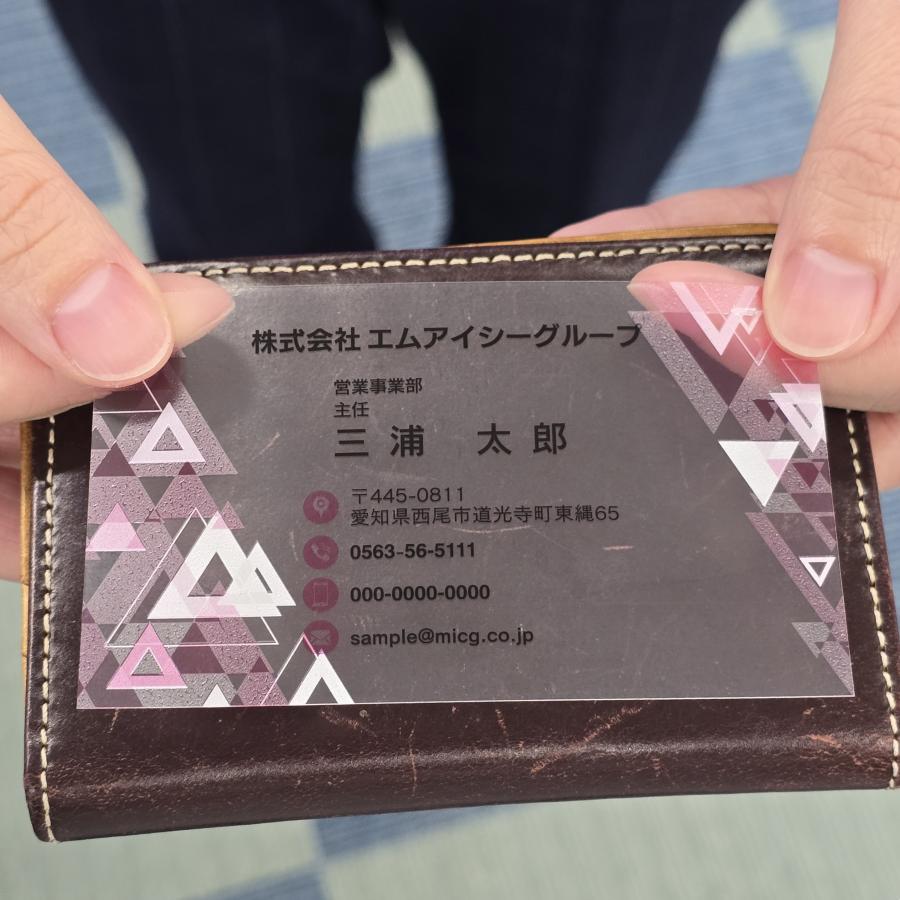 株式会社 エムアイシーグループ
営業事業部
主任
三浦 太郎
〒445-0811
愛知県西尾市道光寺町東縄65
0563-56-5111
000-0000-0000
sample@micg.co.jp